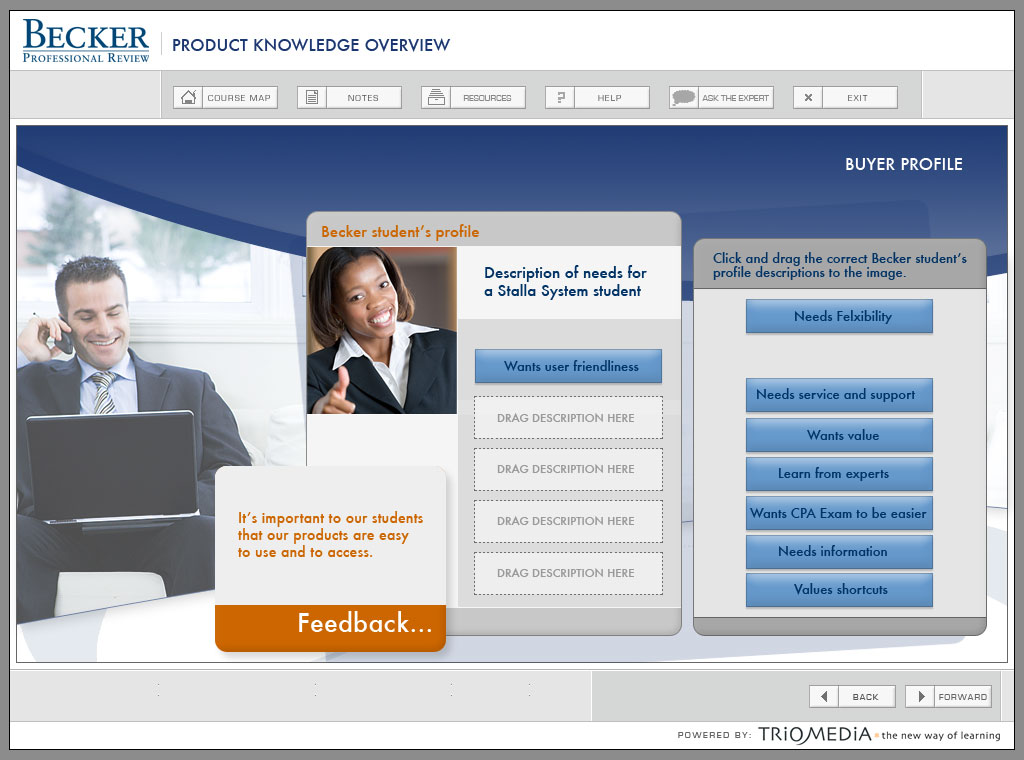 BECKER
PROFESSIONAL REVIEW
PRODUCT KNOWLEDGE OVERVIEW
COURSE MAP
NOTES
RESOURCES
HELP
ASK THE EXPERT
EXIT
BUYER PROFILE
Becker student's profile
Description of needs for
a Stalla System student
Wants user friendliness
DRAG DESCRIPTION HERE
DRAG DESCRIPTION HERE
DRAG DESCRIPTION HERE
DRAG DESCRIPTION HERE
It's important to our students
that our products are easy
to use and to access.
Feedback...
Click and drag the correct Becker student's
profile descriptions to the image.
Needs Felxibility
Needs service and support
Wants value
Learn from experts
Wants CPA Exam to be easier
Needs information
Values shortcuts
BACK
FORWARD
POWERED BY: TRIOMEDIA the new way of learning